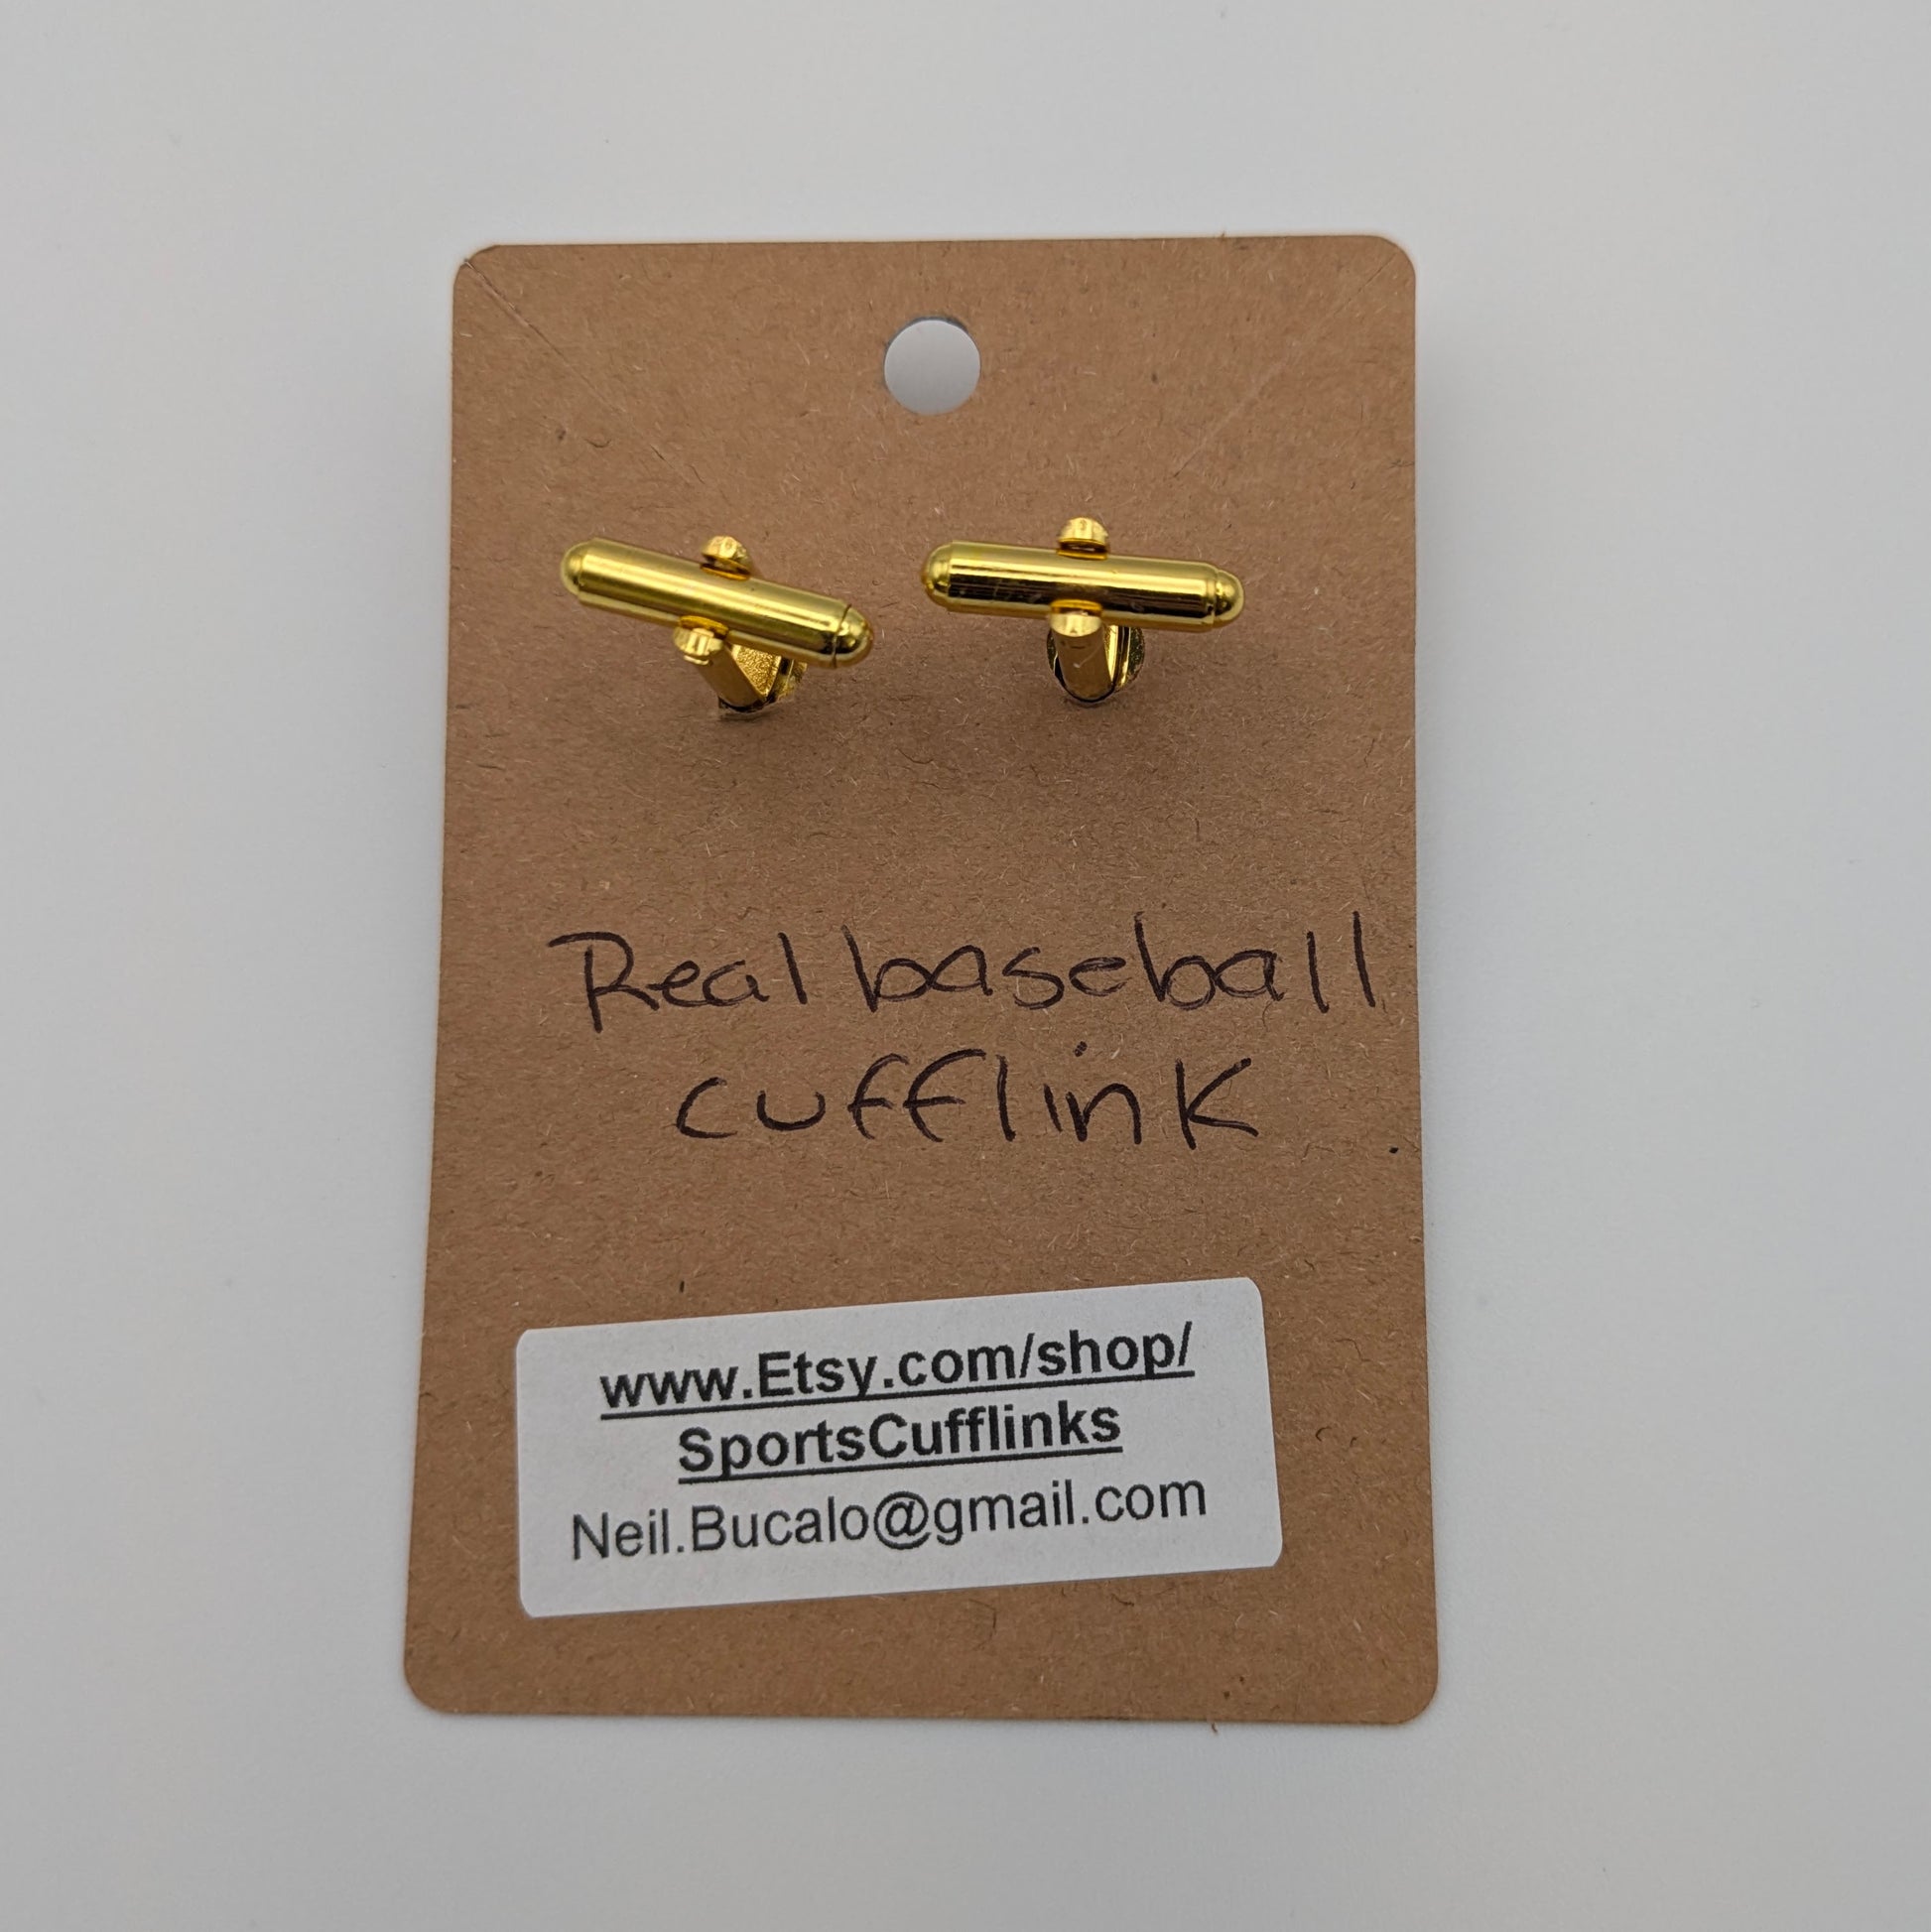 Real baseball
cufflink
www.Etsy.com/shop/
SportsCufflinks
Neil.Bucalo@gmail.com